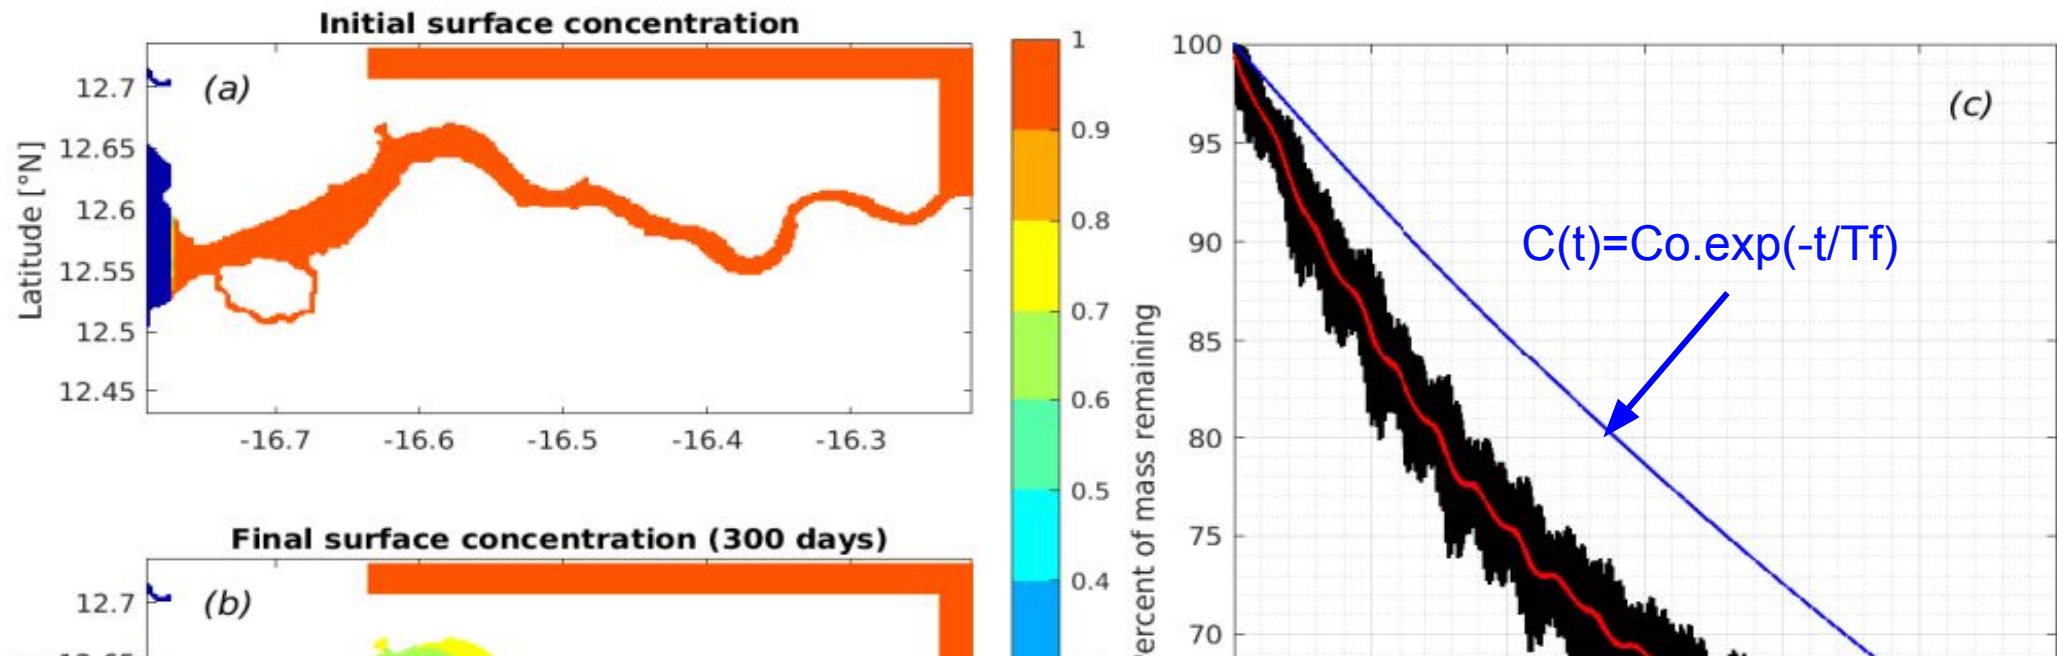 Initial surface concentration
(a)
Latitude [°N]
12.7
12.65
12.6
12.55
12.5
12.45
-16.7 -16.6 -16.5 -16.4 -16.3
Final surface concentration (300 days)
(b)
12.7
1
0.9
0.8
0.7
0.6
0.5
0.4
(c)
C(t)=Co.exp(-t/Tf)
of mass remaining
100
95
90
85
80
75
70